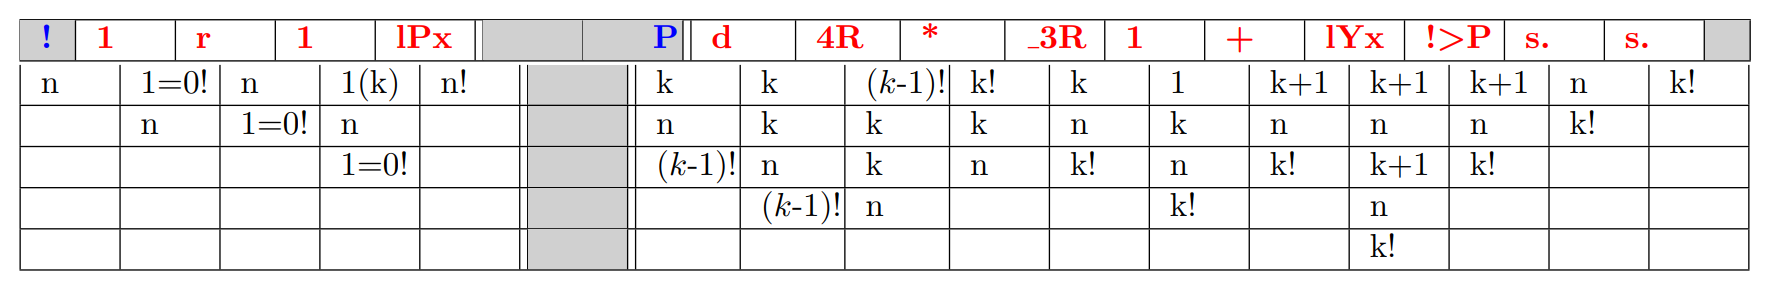 ! 1 r 1 lPx P d 4R * _3R 1 + lYx !>P s. s.
n 1=0! n 1(k) n! k k (k-1)! k! k 1 k+1 k+1 k+1 n k!
n 1=0! n n k k k n k n n n k!
1=0! (k-1)! n k n k! n k! k+1 k!
(k-1)! n k! n
k!